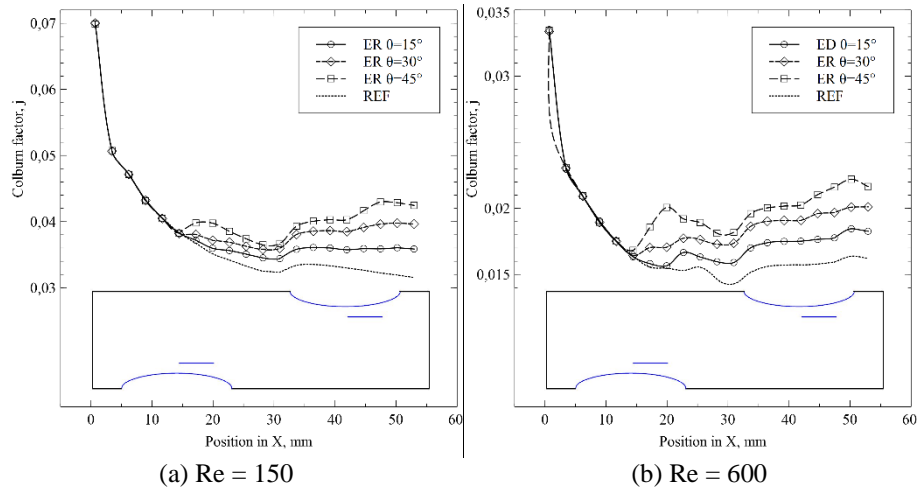 0,07
0,06
0,05
0,04
0,03
Colburn factor, j
ER θ=15°
ER θ=30°
ER θ=45°
REF
0 10 20 30 40 50 60
Position in X, mm
(a) Re = 150
0,035
0,03
0,02
0,015
Colburn factor, j
ED θ=15°
ER θ=30°
ER θ=45°
REF
0 10 20 30 40 50 60
Position in X, mm
(b) Re = 600